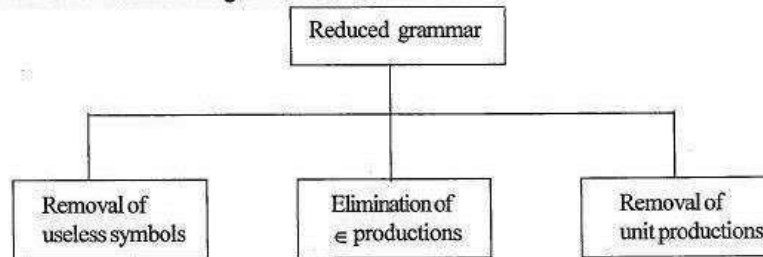 Reduced grammar
Removal of
useless symbols
Elimination of
∈ productions
Removal of
unit productions